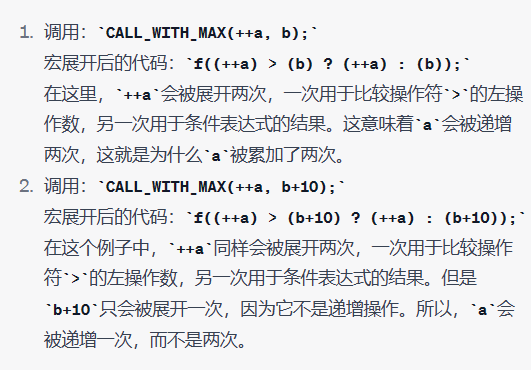 1. 调用：`CALL_WITH_MAX(++a, b);`
宏展开后的代码：`f((++a) > (b) ? (++a) : (b));`
在这里，`++a`会被展开两次，一次用于比较操作符`>`的左操
作数，另一次用于条件表达式的结果。这意味着`a`会被递增
两次，这就是为什么`a`被累加了两次。
2. 调用：`CALL_WITH_MAX(++a, b+10);`
宏展开后的代码：`f((++a) > (b+10) ? (++a) : (b+10));`
在这个例子中，`++a`同样会被展开两次，一次用于比较操作
符`>`的左操作数，另一次用于条件表达式的结果。但是
`b+10`只会被展开一次，因为它不是递增操作。所以，`a`会
被递增一次，而不是两次。